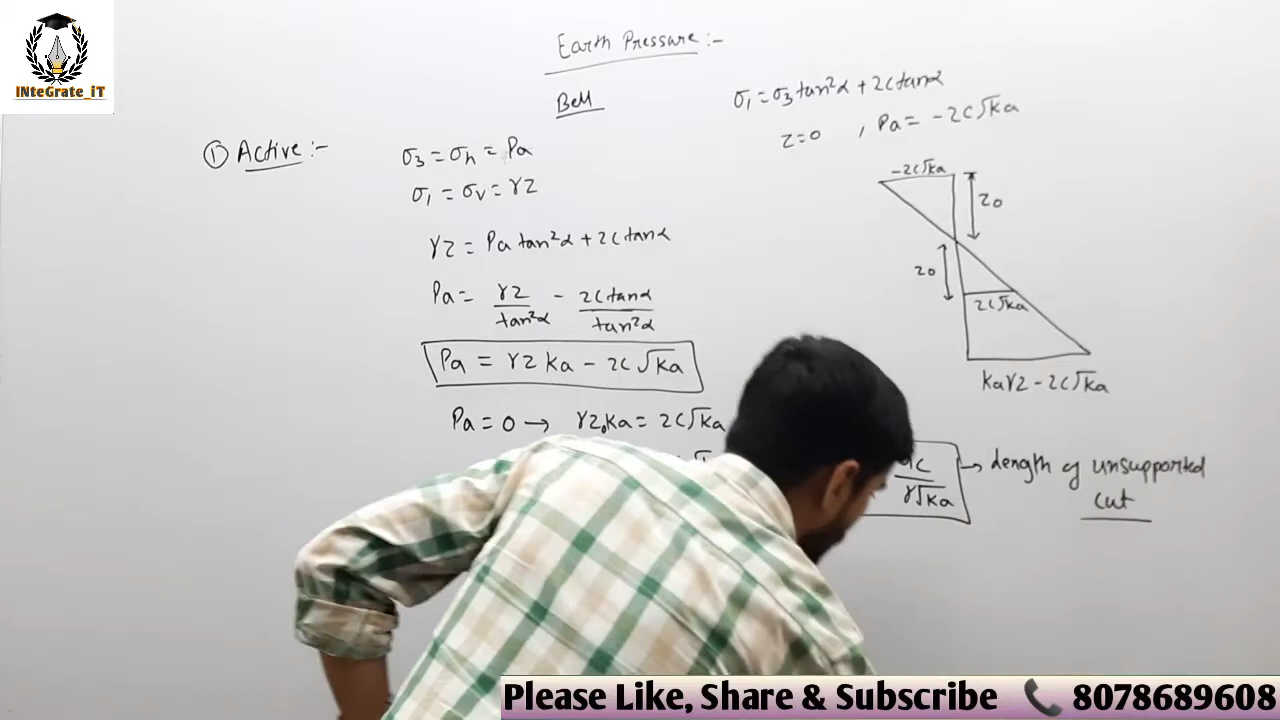 INteGrate_iT
Earth Pressure :-
Bell
σ₁ = σ₃ tan²α + 2c tanα
z=0 , Pa = -2c√ka
① Active :-
σ₃ = σh = Pa
σ₁ = σv = γz
γz = Pa tan²α + 2c tanα
Pa = γz/tan²α - 2c tanα/tan²α
Pa = γz ka - 2c√ka
Pa = 0 → γz₀ka = 2c√ka
-2c√ka
z₀
z₀
2c√ka
kaγz - 2c√ka
4c/γ√ka → length of unsupported
cut
Please Like, Share & Subscribe 8078689608